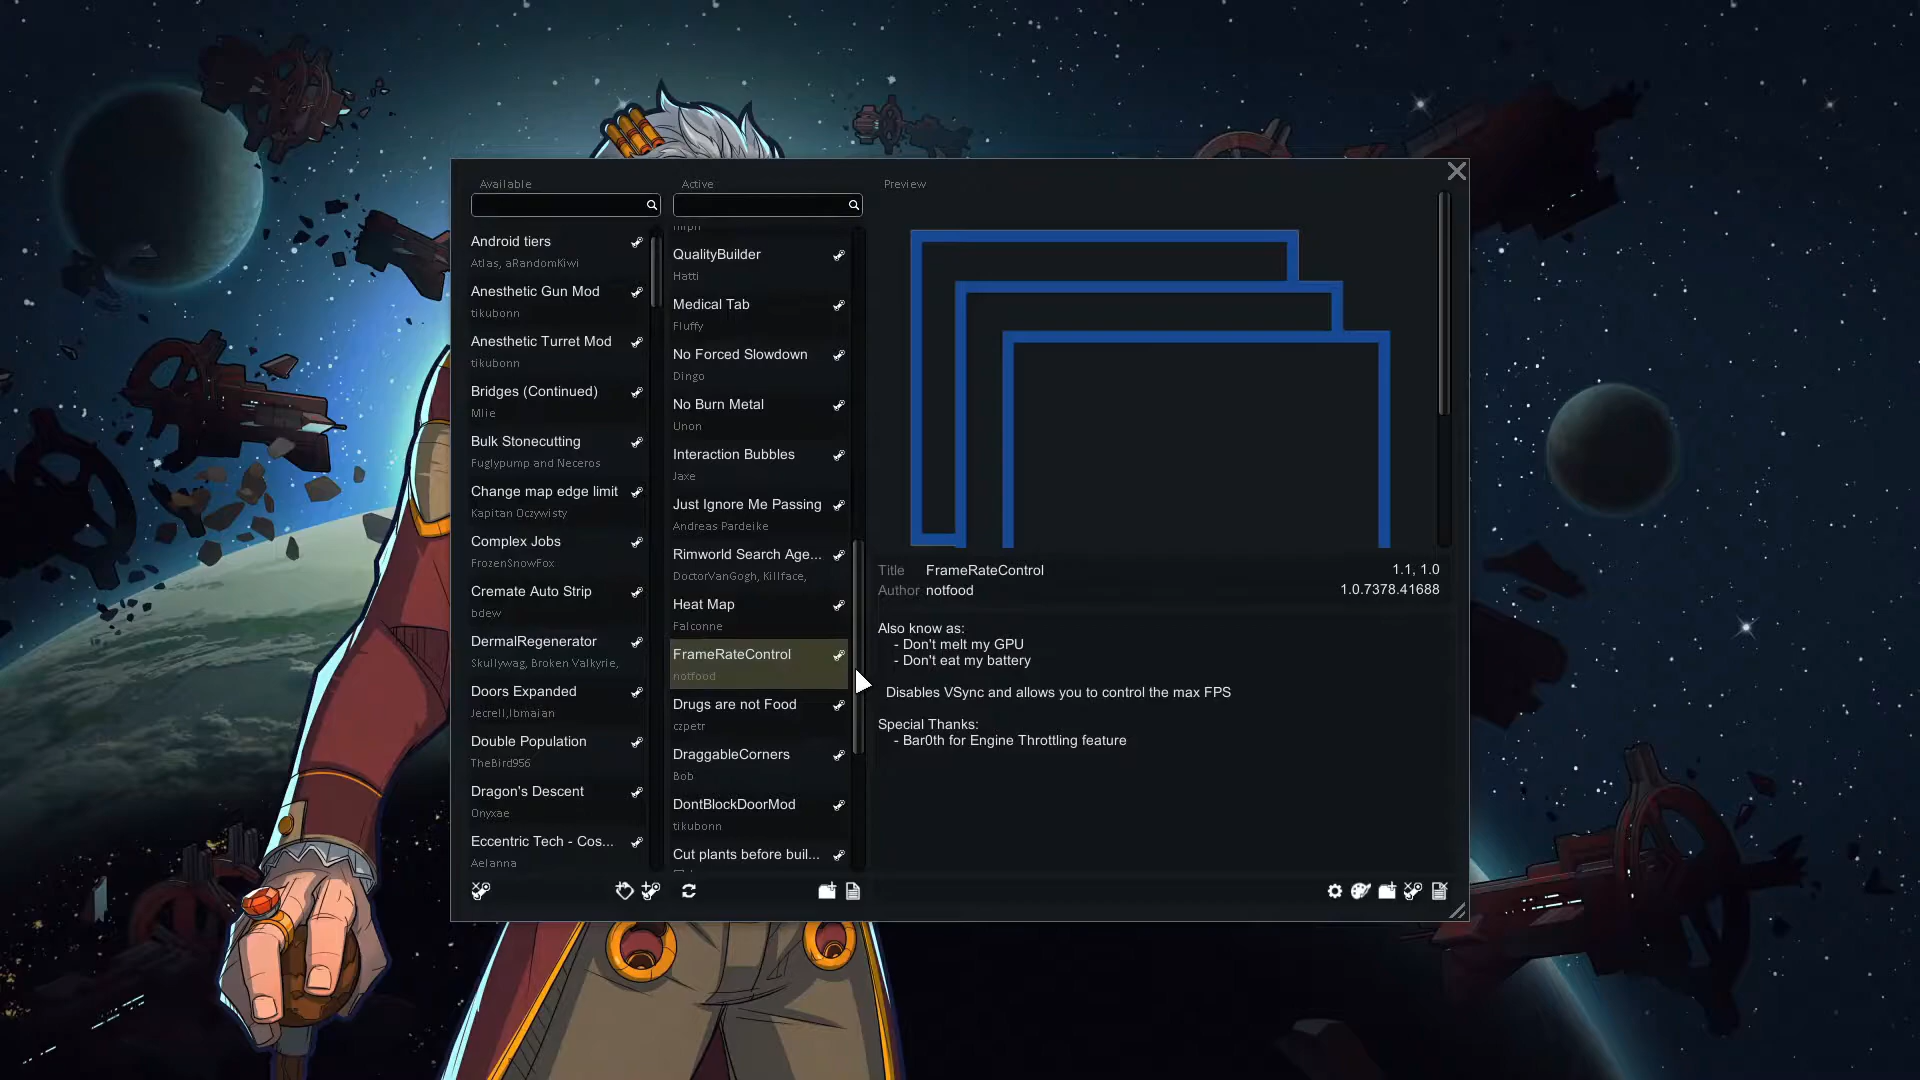 Available
Android tiers
Atlas, aRandomKiwi
Anesthetic Gun Mod
tikubonn
Anesthetic Turret Mod
tikubonn
Bridges (Continued)
Mlie
Bulk Stonecutting
Fuglypump and Neceros
Change map edge limit
Kapitan Oczywisty
Complex Jobs
FrozenSnowFox
Cremate Auto Strip
bdew
DermalRegenerator
Skullywag, Broken Valkyrie,
Doors Expanded
Jecrell,lbmaian
Double Population
TheBird956
Dragon's Descent
Onyxae
Eccentric Tech - Cos...
Aelanna
Active
QualityBuilder
Hatti
Medical Tab
Fluffy
No Forced Slowdown
Dingo
No Burn Metal
Unon
Interaction Bubbles
Jaxe
Just Ignore Me Passing
Andreas Pardeike
Rimworld Search Age...
DoctorVanGogh, Killface,
Heat Map
Falconne
FrameRateControl
notfood
Drugs are not Food
czpetr
DraggableCorners
Bob
DontBlockDoorMod
tikubonn
Cut plants before buil...
Preview
Title FrameRateControl 1.1, 1.0
Author notfood 1.0.7378.41688
Also know as:
- Don't melt my GPU
- Don't eat my battery
Disables VSync and allows you to control the max FPS
Special Thanks:
- Bar0th for Engine Throttling feature